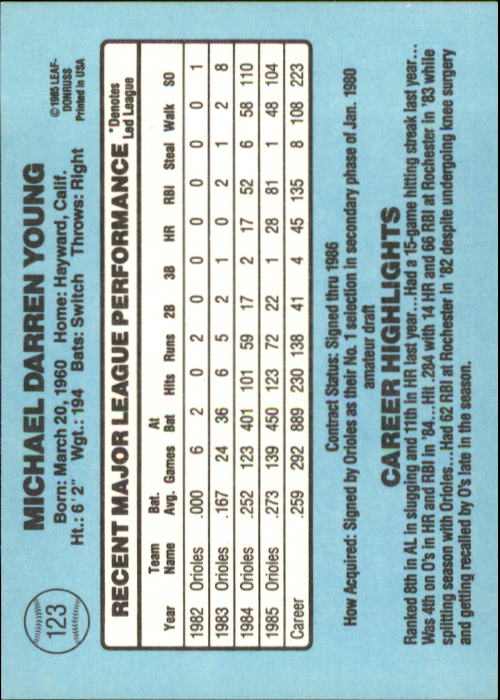 123
MICHAEL DARREN YOUNG
Born: March 20, 1960 Home: Hayward, Calif.
Ht.: 6'2" Wgt.: 194 Bats: Switch Throws: Right
©1985 LEAF-
DONRUSS
Printed in USA
RECENT MAJOR LEAGUE PERFORMANCE
*Denotes
Led League
Team Bat. At
Year Name Avg. Games Bat Hits Runs 2B 3B HR RBI Steal Walk SO
1982 Orioles .000 6 2 0 2 0 0 0 0 0 0 1
1983 Orioles .167 24 36 6 5 2 1 0 2 1 2 8
1984 Orioles .252 123 401 101 59 17 2 17 52 6 58 110
1985 Orioles .273 139 450 123 72 22 1 28 81 1 48 104
Career .259 292 889 230 138 41 4 45 135 8 108 223
Contract Status: Signed thru 1986
How Acquired: Signed by Orioles as their No. 1 selection in secondary phase of Jan. 1980
amateur draft
CAREER HIGHLIGHTS
Ranked 8th in AL in slugging and 11th in HR last year...Had a 15-game hitting streak last year...
Was 4th on O's in HR and RBI in '84...Hit .284 with 14 HR and 66 RBI at Rochester in '83 while
splitting season with Orioles...Had 62 RBI at Rochester in '82 despite undergoing knee surgery
and getting recalled by O's late in the season.